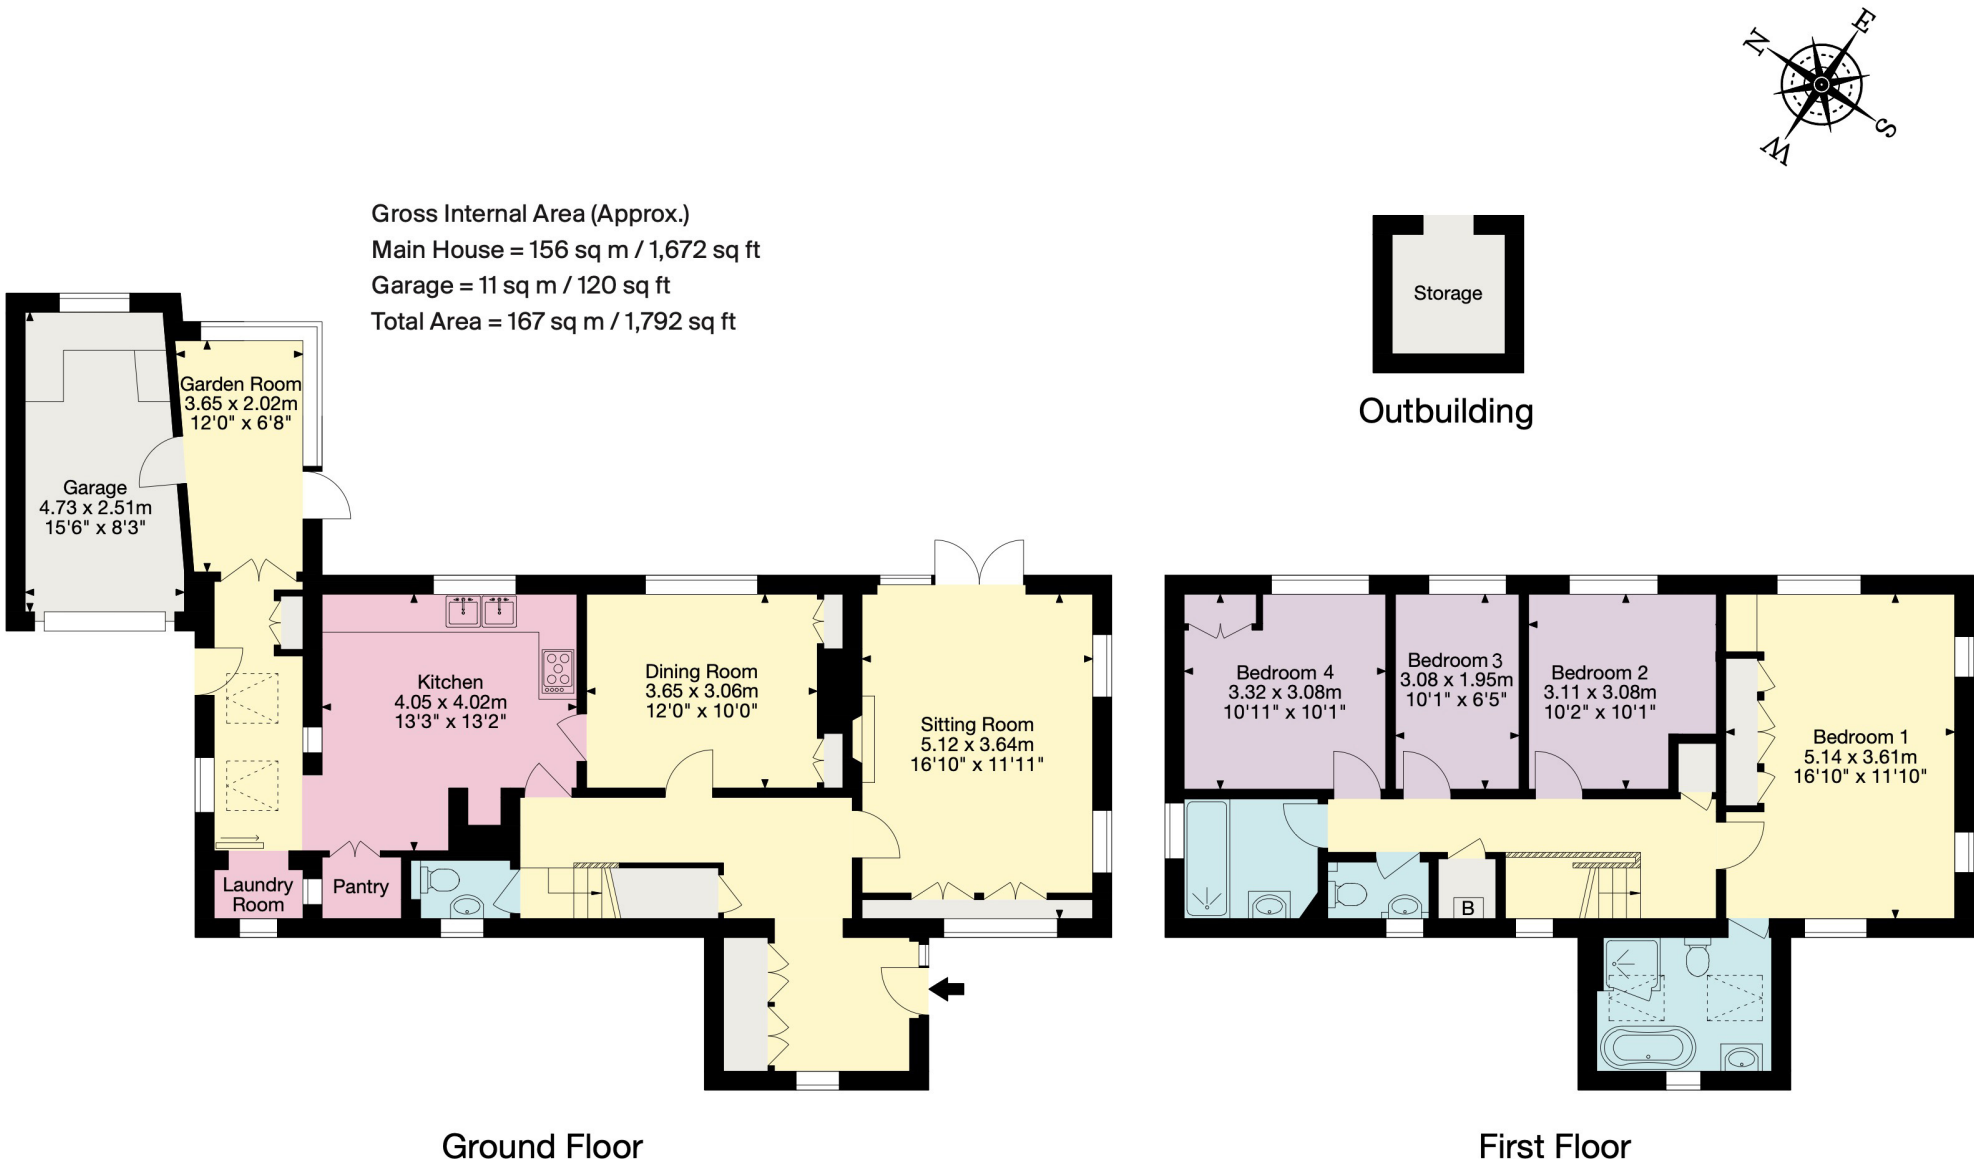 N
E
S
W
Gross Internal Area (Approx.)
Main House = 156 sq m / 1,672 sq ft
Garage = 11 sq m / 120 sq ft
Total Area = 167 sq m / 1,792 sq ft
Storage
Outbuilding
Garden Room
3.65 x 2.02m
12'0" x 6'8"
Garage
4.73 x 2.51m
15'6" x 8'3"
Kitchen
4.05 x 4.02m
13'3" x 13'2"
Dining Room
3.65 x 3.06m
12'0" x 10'0"
Sitting Room
5.12 x 3.64m
16'10" x 11'11"
Laundry
Room
Pantry
Ground Floor
Bedroom 4
3.32 x 3.08m
10'11" x 10'1"
Bedroom 3
3.08 x 1.95m
10'1" x 6'5"
Bedroom 2
3.11 x 3.08m
10'2" x 10'1"
Bedroom 1
5.14 x 3.61m
16'10" x 11'10"
B
First Floor